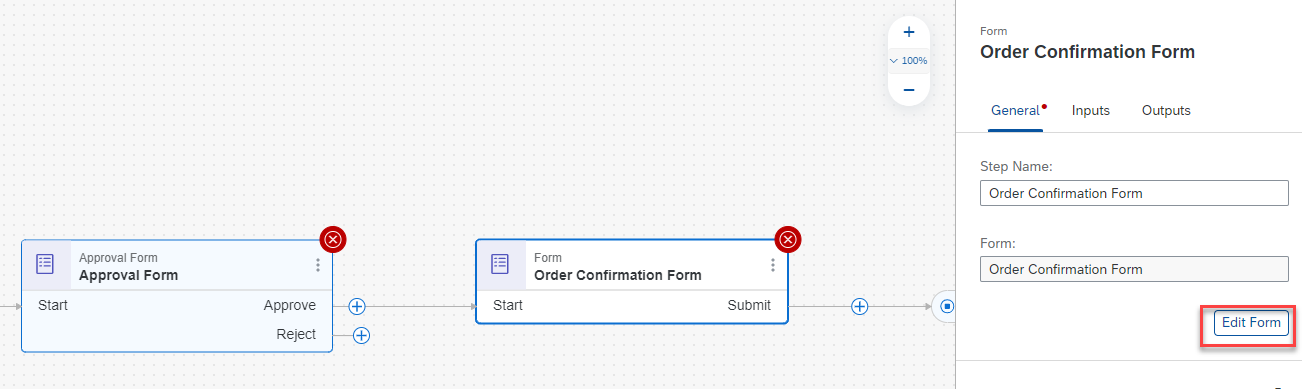 100%
Approval Form
Approval Form
Start
Approve
Reject
Form
Order Confirmation Form
Start
Submit
Form
Order Confirmation Form
General
Inputs
Outputs
Step Name:
Order Confirmation Form
Form:
Order Confirmation Form
Edit Form